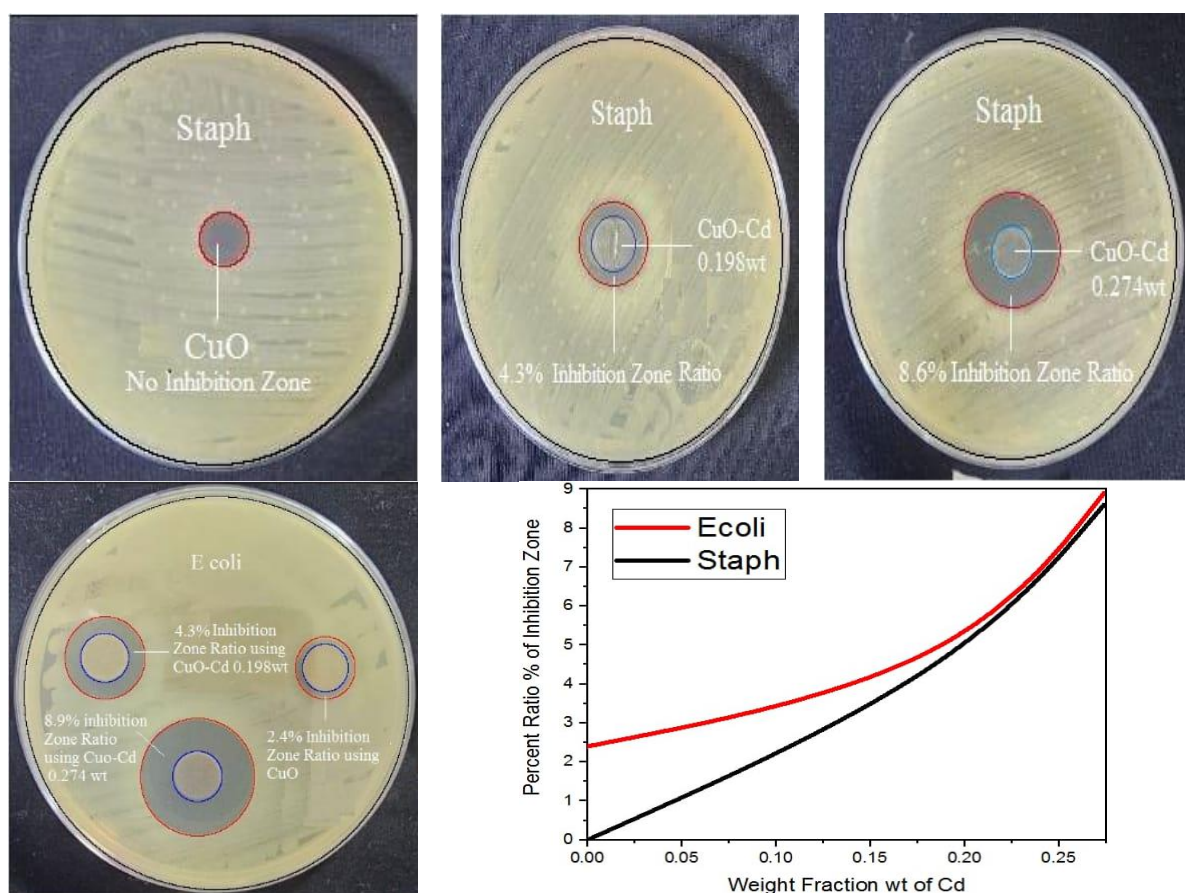 Staph
CuO
No Inhibition Zone
Staph
CuO-Cd
0.198wt
4.3% Inhibition Zone Ratio
Staph
CuO-Cd
0.274wt
8.6% Inhibition Zone Ratio
E coli
4.3% Inhibition
Zone Ratio using
CuO-Cd 0.198wt
8.9% inhibition
Zone Ratio
using Cuo-Cd
0.274 wt
2.4% Inhibition
Zone Ratio using
CuO
Percent Ratio % of Inhibition Zone
9
8
7
6
5
4
3
2
1
0
Ecoli
Staph
0.00 0.05 0.10 0.15 0.20 0.25
Weight Fraction wt of Cd